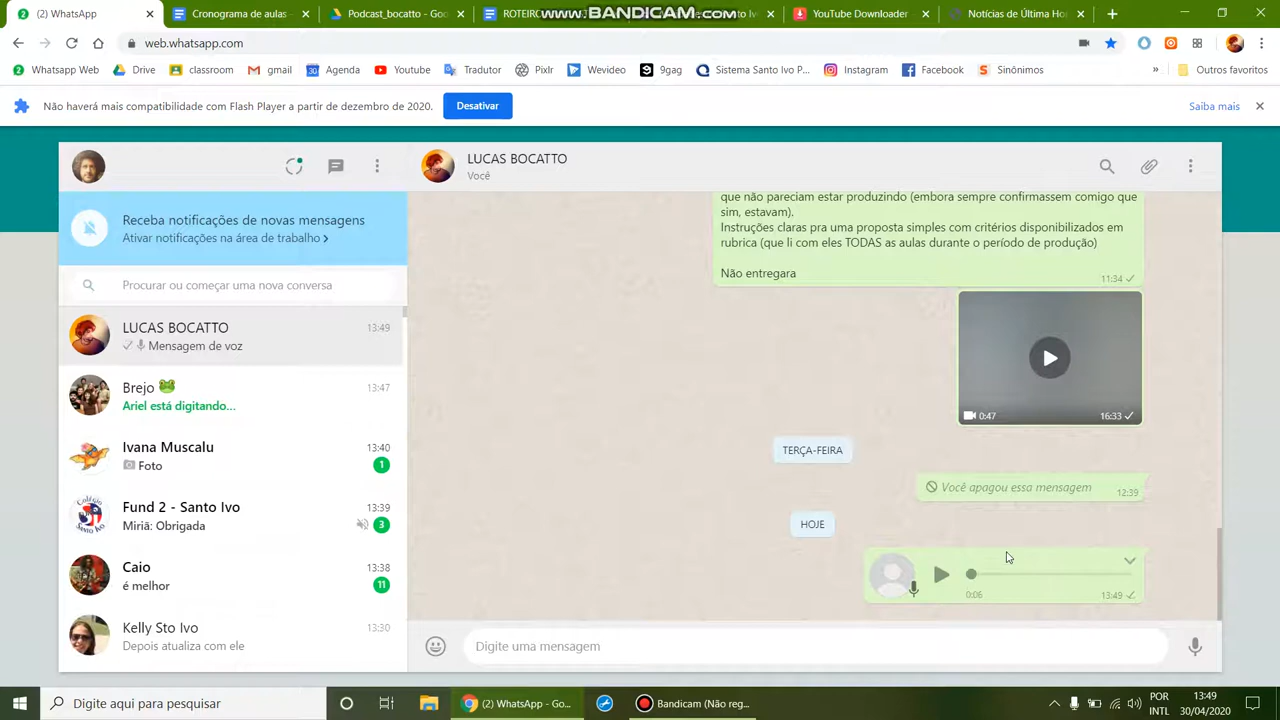 www.BANDICAM.com
(2) WhatsApp
Cronograma de aulas -
Podcast_bocatto - Goo
ROTEIRO
YouTube Downloader
Notícias de Última Ho
web.whatsapp.com
Whatsapp Web
Drive
classroom
gmail
Agenda
Youtube
Tradutor
Pixlr
Wevideo
9gag
Sistema Santo Ivo P...
Instagram
Facebook
Sinônimos
»
Outros favoritos
Não haverá mais compatibilidade com Flash Player a partir de dezembro de 2020.
Desativar
Saiba mais
LUCAS BOCATTO
Você
Receba notificações de novas mensagens
Ativar notificações na área de trabalho >
Procurar ou começar uma nova conversa
LUCAS BOCATTO
13:49
Mensagem de voz
Brejo 🐸
13:47
Ariel está digitando...
Ivana Muscalu
13:40
Foto
1
Fund 2 - Santo Ivo
13:39
Miriã: Obrigada
3
Caio
13:38
é melhor
11
Kelly Sto Ivo
13:30
Depois atualiza com ele
que não pareciam estar produzindo (embora sempre confirmassem comigo que
sim, estavam).
Instruções claras pra uma proposta simples com critérios disponibilizados em
rubrica (que li com eles TODAS as aulas durante o período de produção)
Não entregara
11:34
0:47
16:33
TERÇA-FEIRA
Você apagou essa mensagem
12:39
HOJE
0:06
13:49
Digite uma mensagem
Digite aqui para pesquisar
(2) WhatsApp - Go...
Bandicam (Não reg...
POR
INTL
13:49
30/04/2020